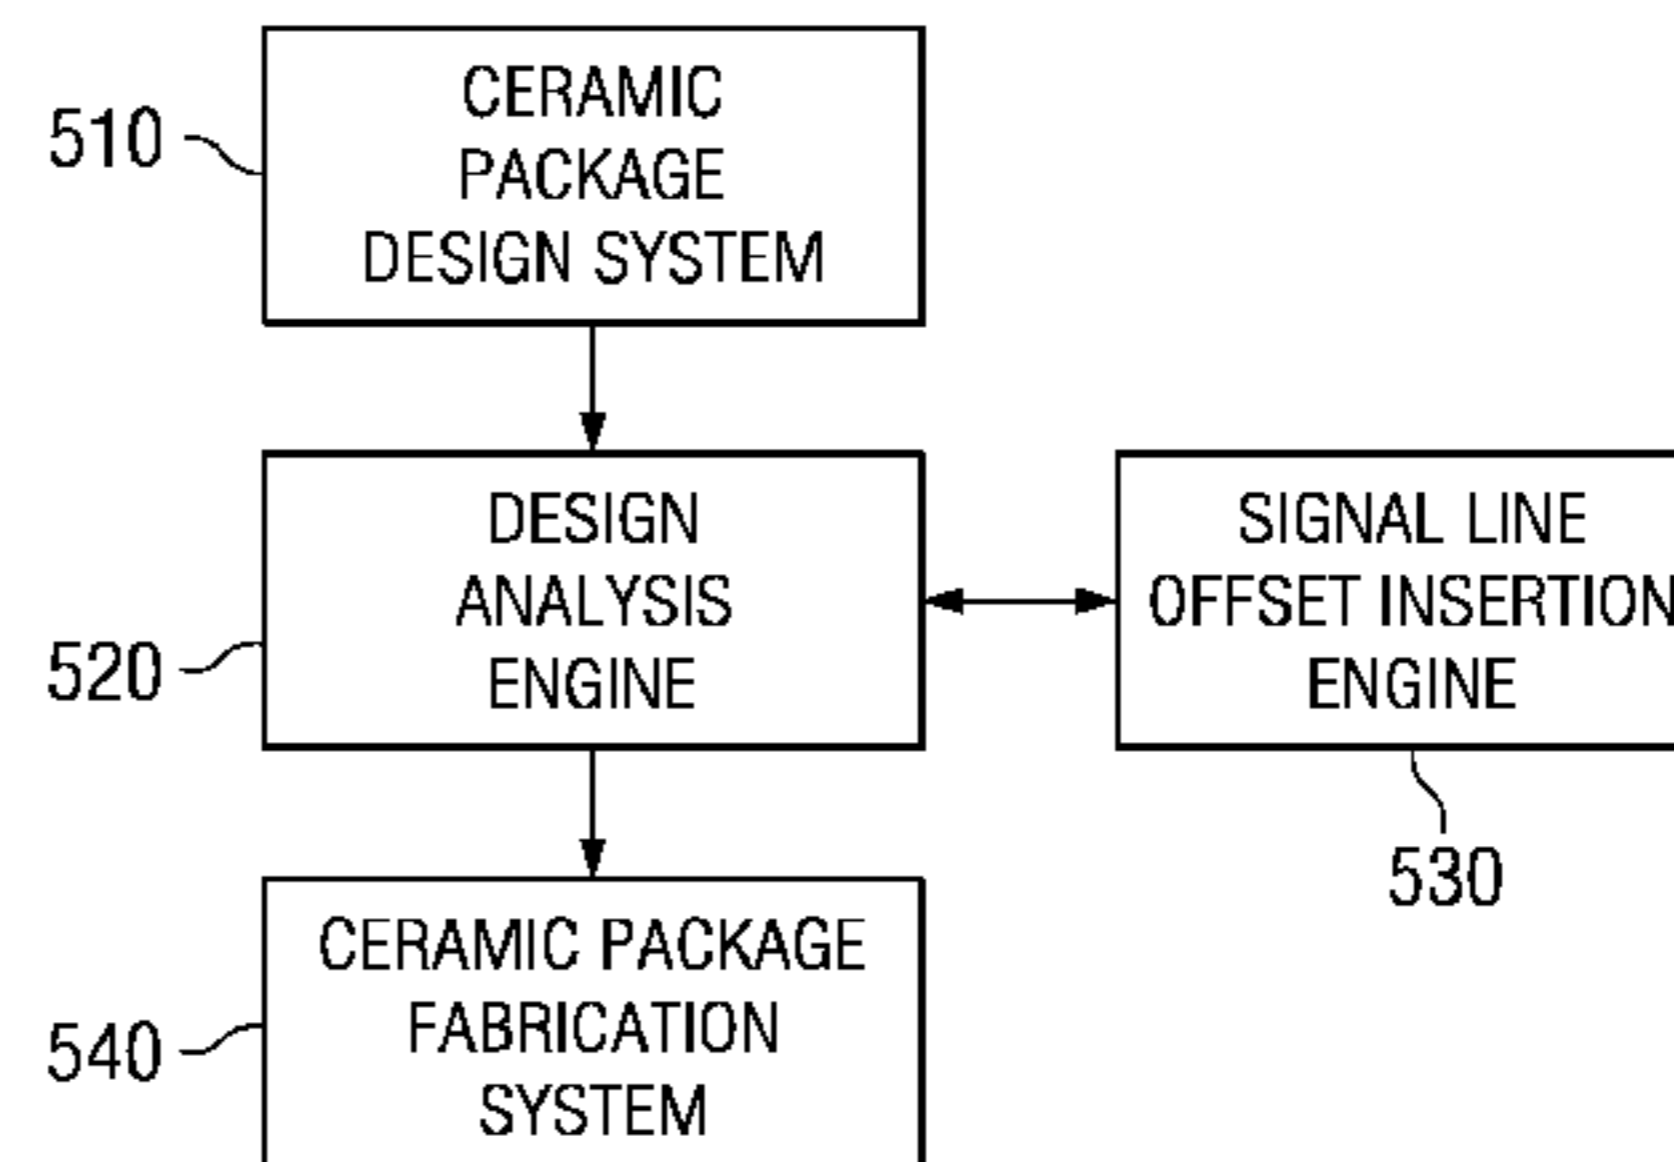 510
CERAMIC
PACKAGE
DESIGN SYSTEM
520
DESIGN
ANALYSIS
ENGINE
SIGNAL LINE
OFFSET INSERTION
ENGINE
530
540
CERAMIC PACKAGE
FABRICATION
SYSTEM